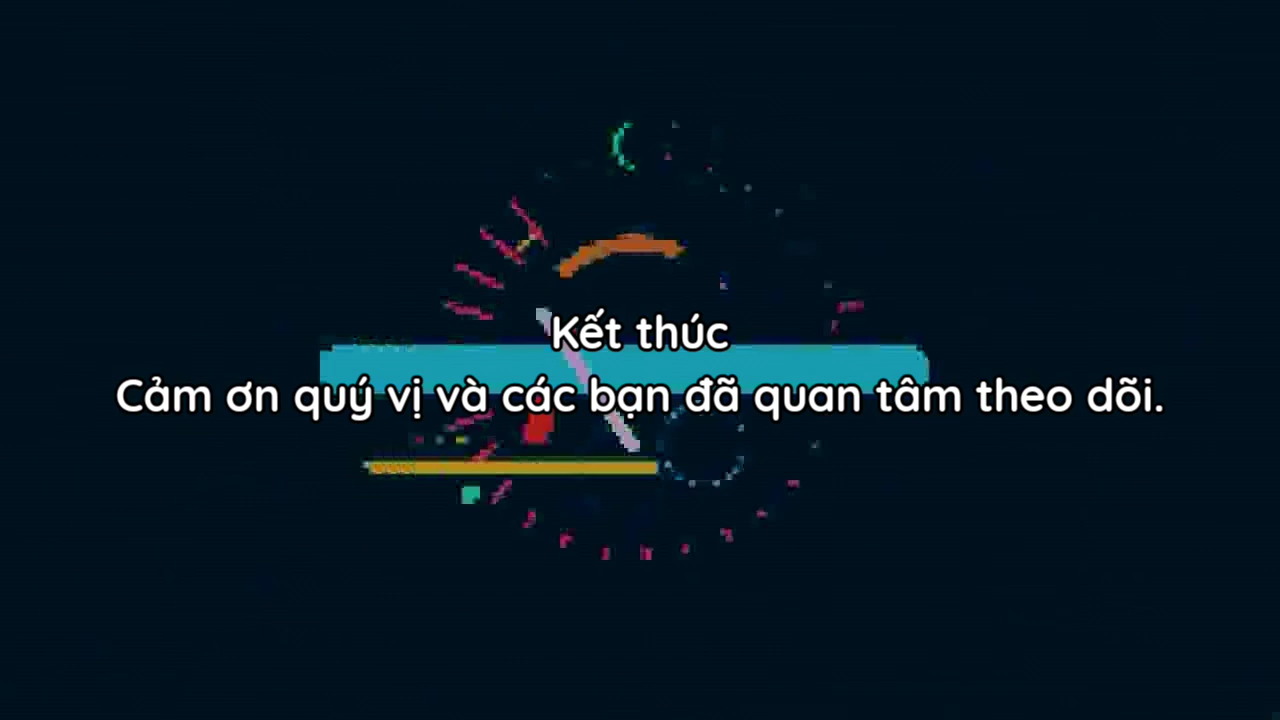 Kết thúc
Cảm ơn quý vị và các bạn đã quan tâm theo dõi.